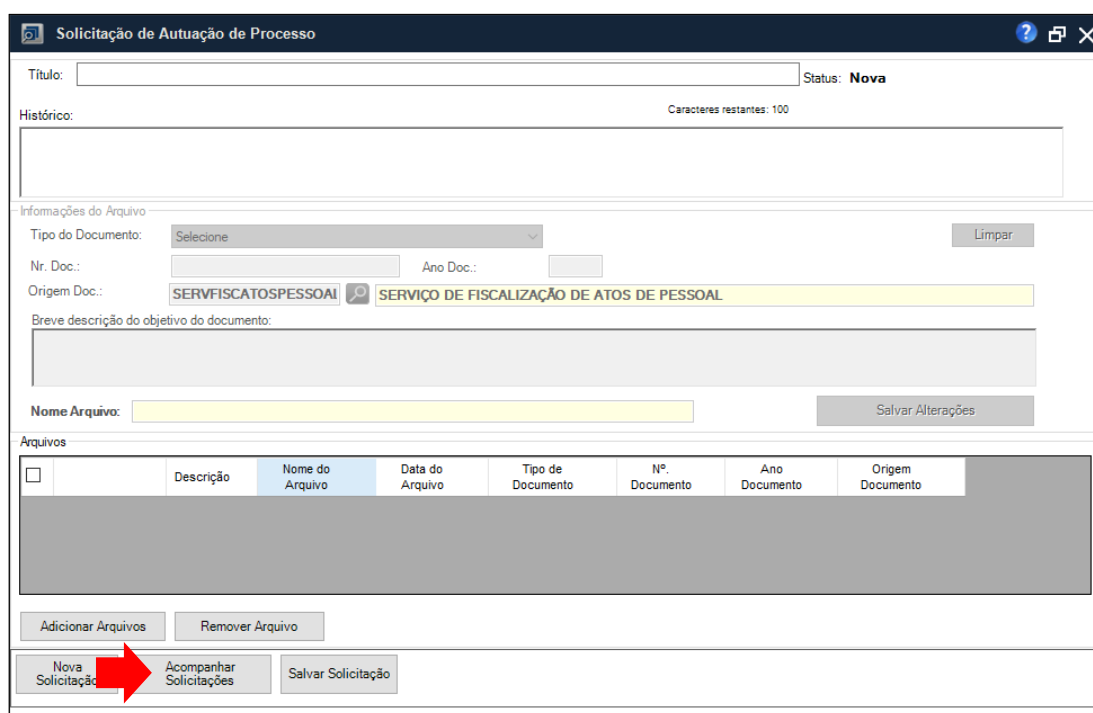 Solicitação de Autuação de Processo
Título:
Status: Nova
Caracteres restantes: 100
Histórico:
Informações do Arquivo
Tipo do Documento: Selecione Limpar
Nr. Doc.: Ano Doc.:
Origem Doc.: SERVFISCATOSPESSOAI SERVIÇO DE FISCALIZAÇÃO DE ATOS DE PESSOAL
Breve descrição do objetivo do documento:
Nome Arquivo: Salvar Alterações
Arquivos
Descrição
Nome do
Arquivo
Data do
Arquivo
Tipo de
Documento
Nº.
Documento
Ano
Documento
Origem
Documento
Adicionar Arquivos
Remover Arquivo
Nova
Solicitaçã
Acompanhar
Solicitações
Salvar Solicitação